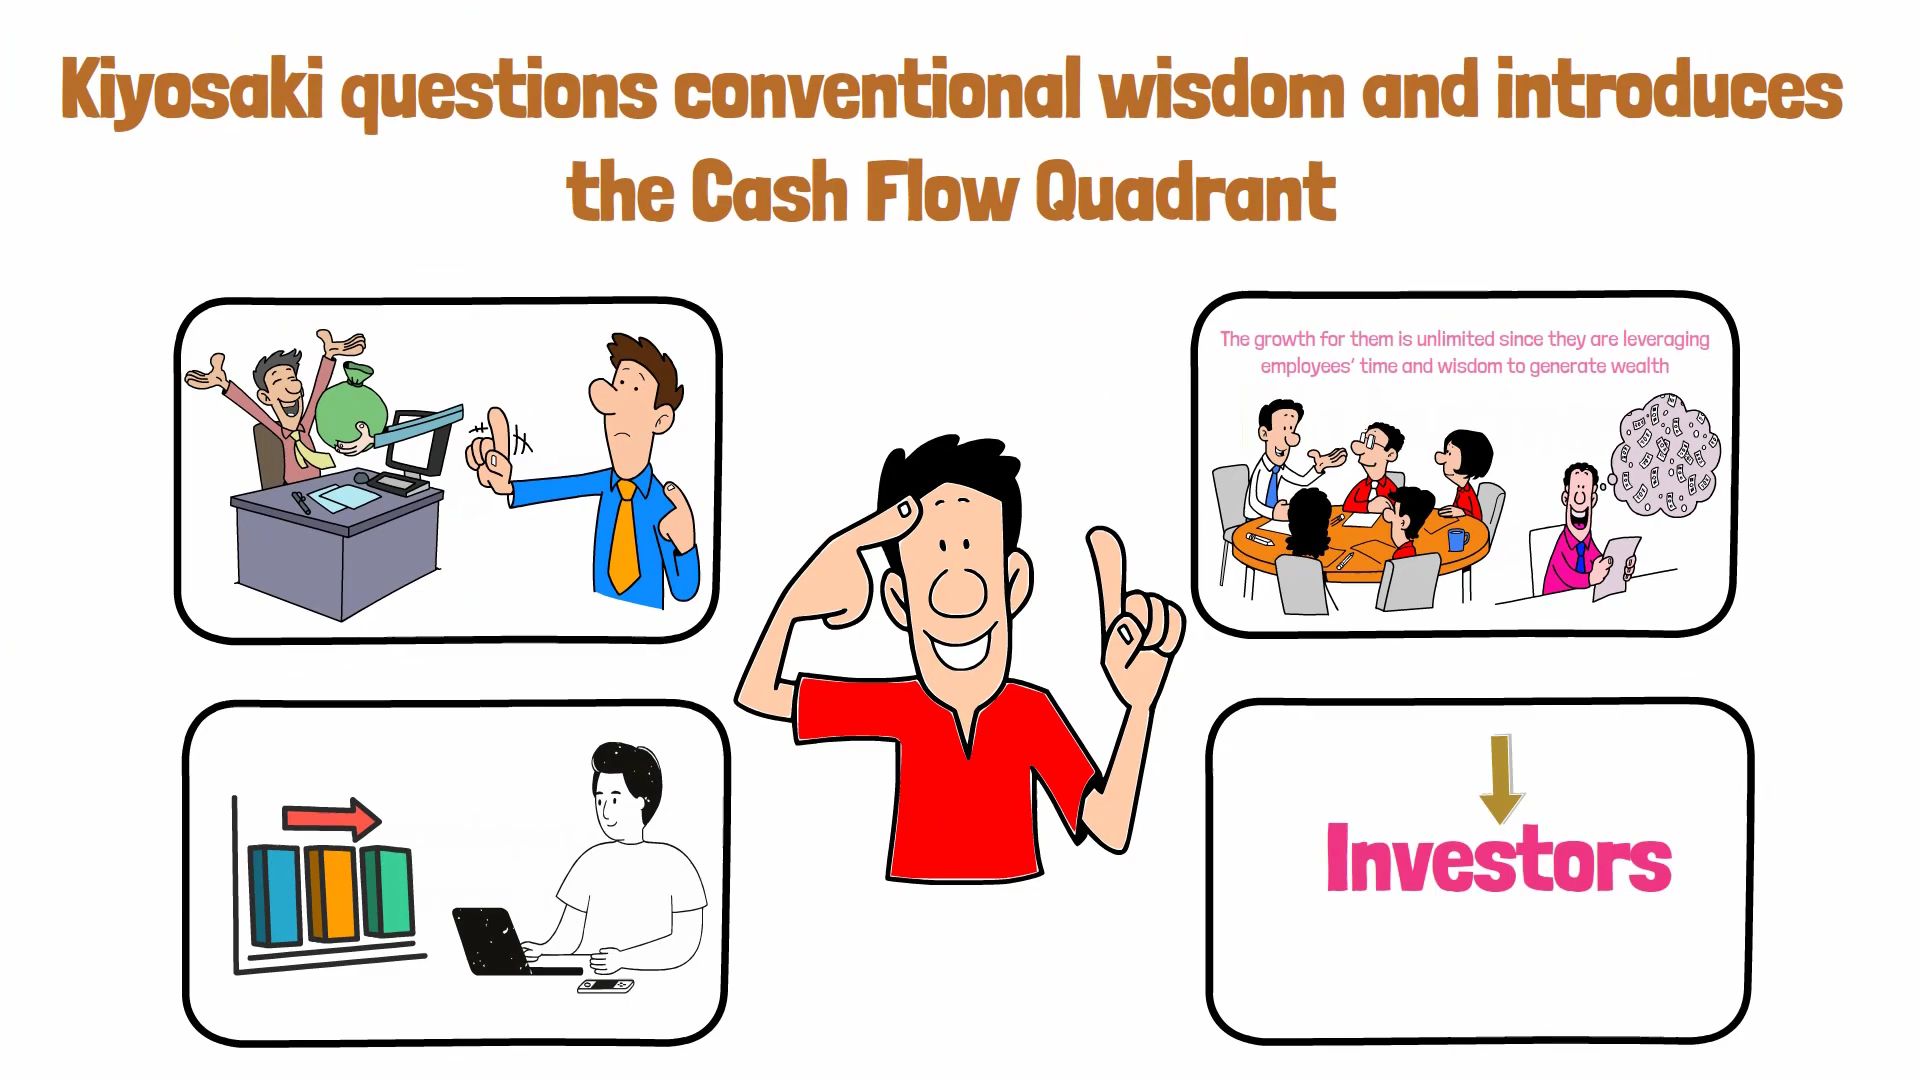 Kiyosaki questions conventional wisdom and introduces
the Cash Flow Quadrant
The growth for them is unlimited since they are leveraging
employees' time and wisdom to generate wealth
Investors